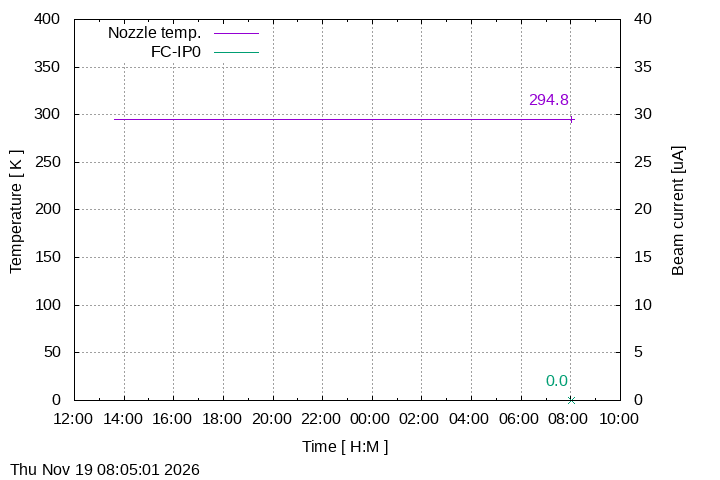 Nozzle temp.
FC-IP0
400
350
300
250
200
150
100
50
0
40
35
30
25
20
15
10
5
0
294.8
0.0
Temperature [ K ]
Beam current [uA]
12:00 14:00 16:00 18:00 20:00 22:00 00:00 02:00 04:00 06:00 08:00 10:00
Time [ H:M ]
Thu Nov 19 08:05:01 2026